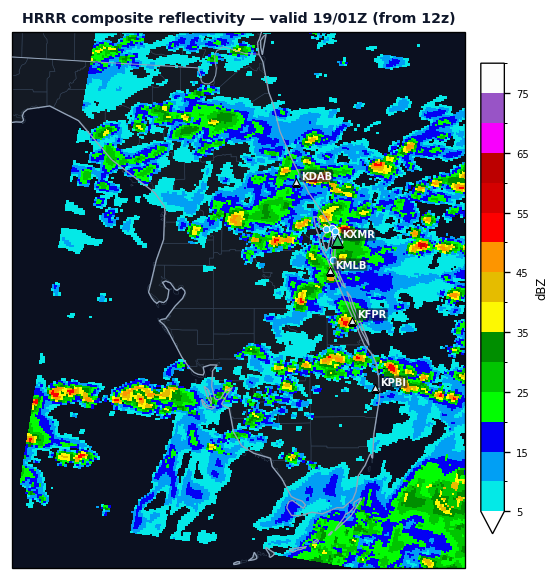 HRRR composite reflectivity — valid 19/01Z (from 12z)
KDAB
KXMR
KMLB
KFPR
KPBI
75
65
55
45
35
25
15
5
dBZ